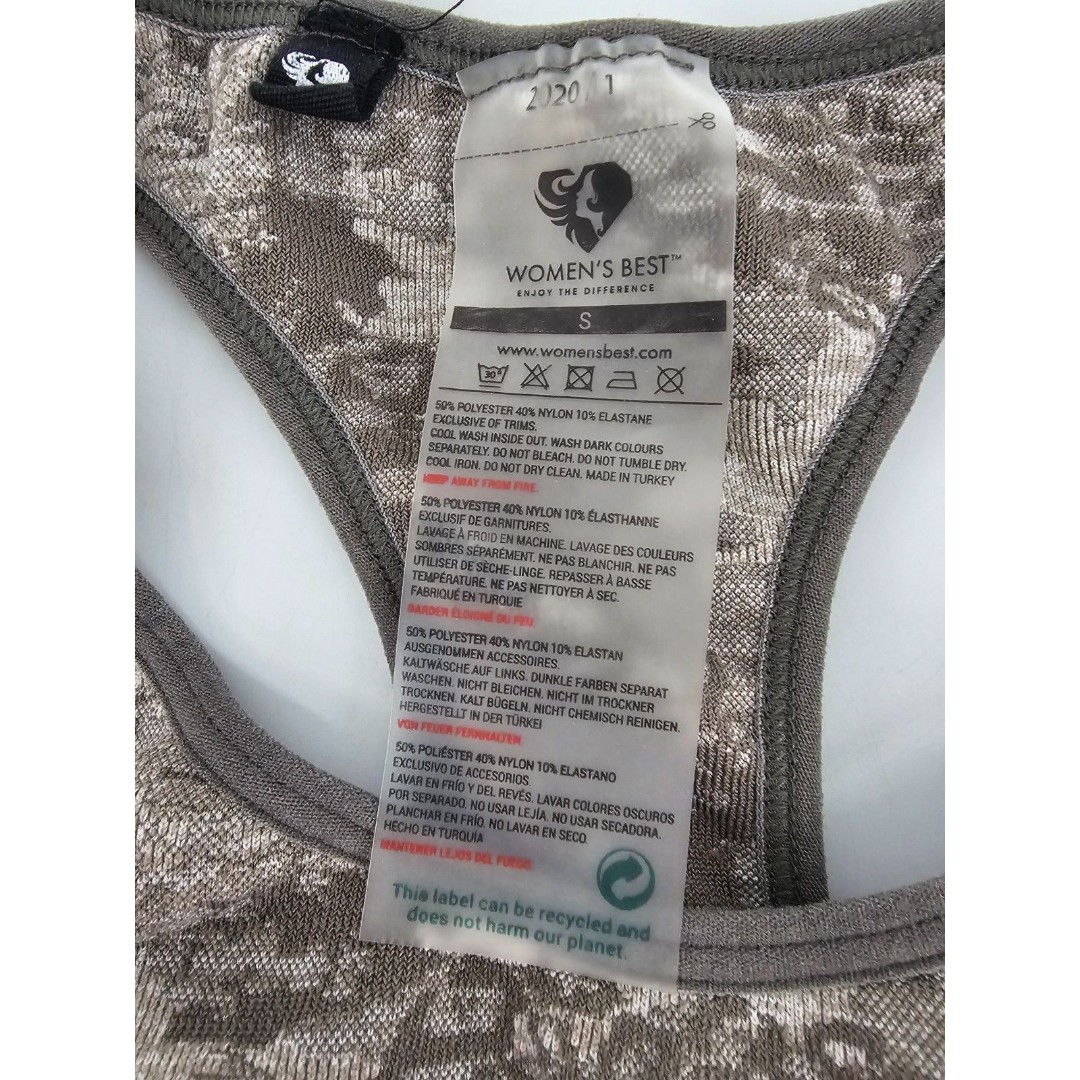 WOMEN'S BEST™
ENJOY THE DIFFERENCE
S
www.womensbest.com
30°
50% POLYESTER 40% NYLON 10% ELASTANE
EXCLUSIVE OF TRIMS.
COOL WASH INSIDE OUT. WASH DARK COLOURS
SEPARATELY. DO NOT BLEACH. DO NOT TUMBLE DRY.
COOL IRON. DO NOT DRY CLEAN. MADE IN TURKEY
KEEP AWAY FROM FIRE.
50% POLYESTER 40% NYLON 10% ÉLASTHANNE
EXCLUSIF DE GARNITURES.
LAVAGE À FROID EN MACHINE. LAVAGE DES COULEURS
SOMBRES SÉPARÉMENT. NE PAS BLANCHIR. NE PAS
UTILISER DE SÈCHE-LINGE. REPASSER À BASSE
TEMPÉRATURE. NE PAS NETTOYER À SEC.
FABRIQUÉ EN TURQUIE
GARDER ÉLOIGNÉ DU FEU.
50% POLYESTER 40% NYLON 10% ELASTAN
AUSGENOMMEN ACCESSOIRES.
KALTWÄSCHE AUF LINKS. DUNKLE FARBEN SEPARAT
WASCHEN. NICHT BLEICHEN. NICHT IM TROCKNER
TROCKNEN. KALT BÜGELN. NICHT CHEMISCH REINIGEN.
HERGESTELLT IN DER TÜRKEI
VON FEUER FERNHALTEN.
50% POLIÉSTER 40% NYLON 10% ELASTANO
EXCLUSIVO DE ACCESORIOS.
LAVAR EN FRÍO Y DEL REVÉS. LAVAR COLORES OSCUROS
POR SEPARADO. NO USAR LEJÍA. NO USAR SECADORA.
PLANCHAR EN FRÍO. NO LAVAR EN SECO.
HECHO EN TURQUÍA
MANTENER LEJOS DEL FUEGO.
This label can be recycled and
does not harm our planet.